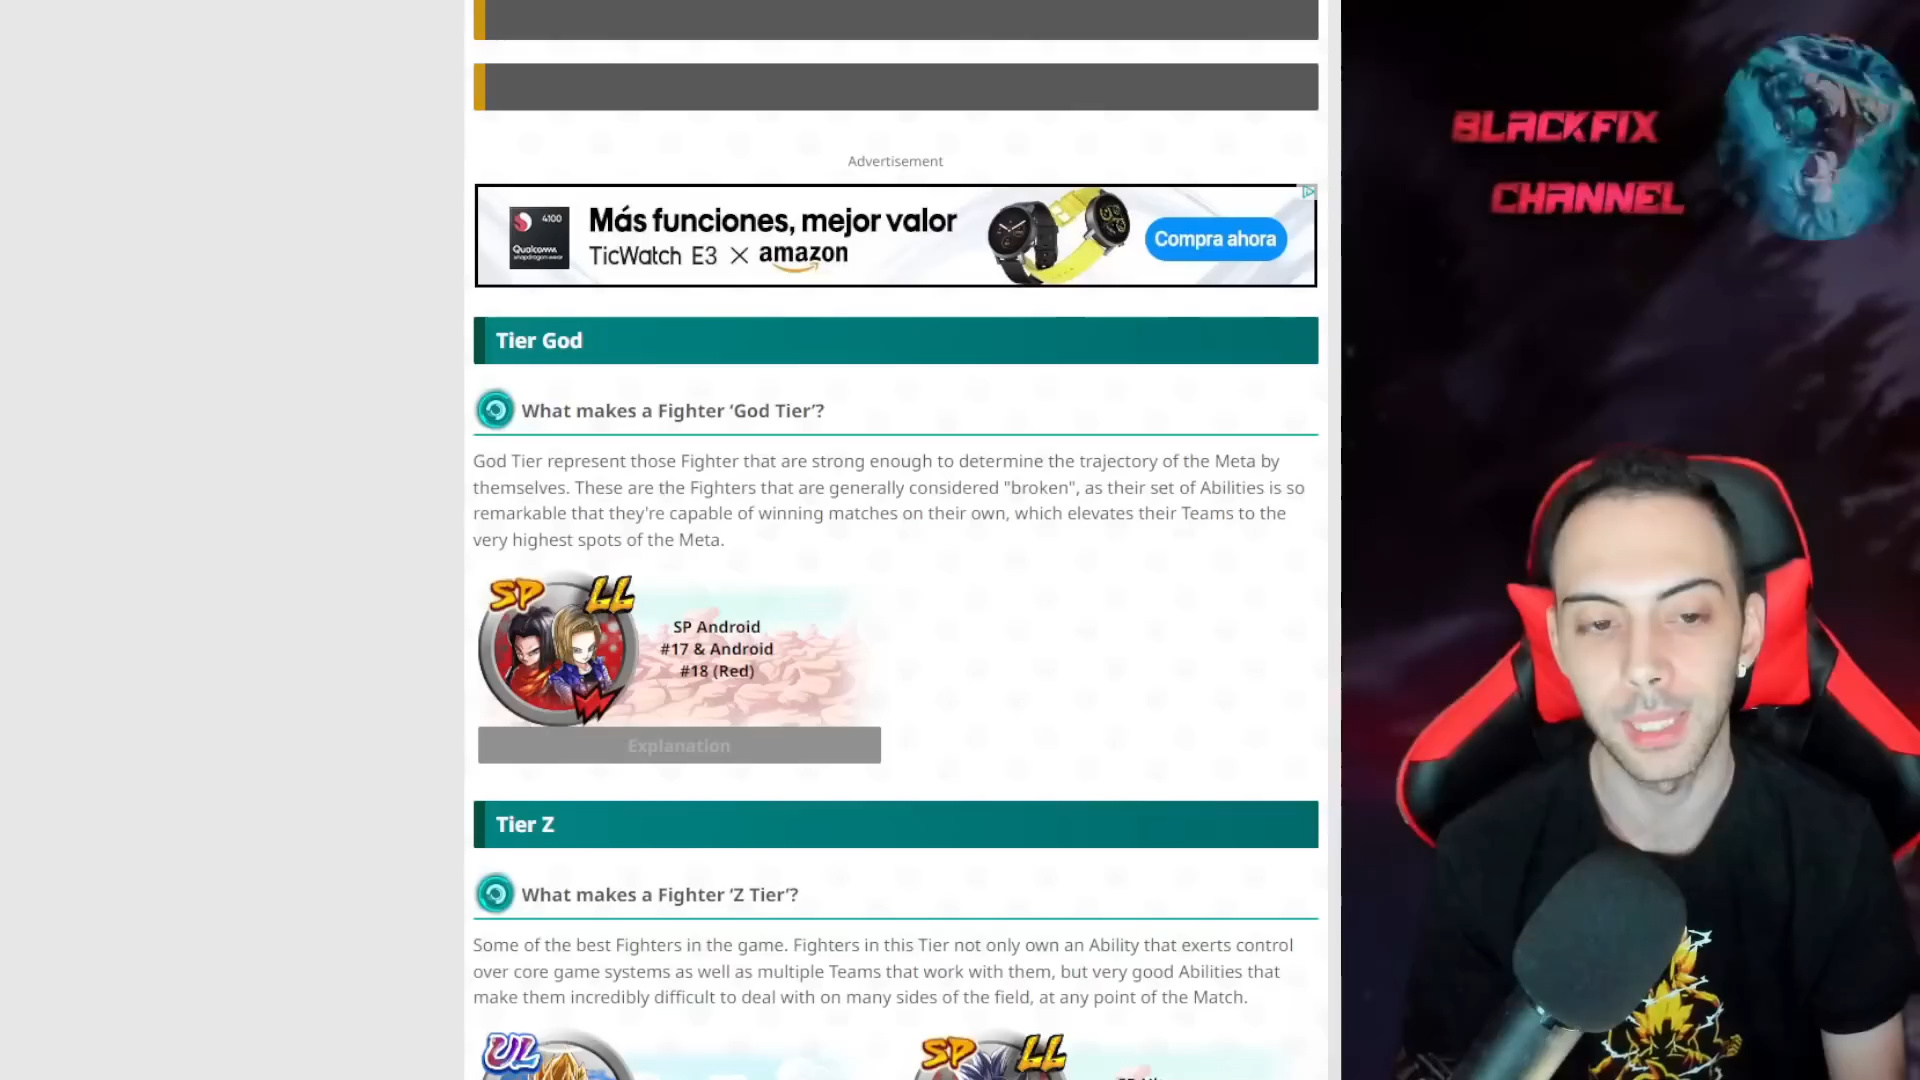 BLACKFIX
CHANNEL
Advertisement
4100
Qualcomm
snapdragon wear
Más funciones, mejor valor
TicWatch E3 × amazon
Compra ahora
Tier God
What makes a Fighter ‘God Tier’?
God Tier represent those Fighter that are strong enough to determine the trajectory of the Meta by
themselves. These are the Fighters that are generally considered "broken", as their set of Abilities is so
remarkable that they're capable of winning matches on their own, which elevates their Teams to the
very highest spots of the Meta.
SP LL
SP Android
#17 & Android
#18 (Red)
Explanation
Tier Z
What makes a Fighter ‘Z Tier’?
Some of the best Fighters in the game. Fighters in this Tier not only own an Ability that exerts control
over core game systems as well as multiple Teams that work with them, but very good Abilities that
make them incredibly difficult to deal with on many sides of the field, at any point of the Match.
UL
SP LL